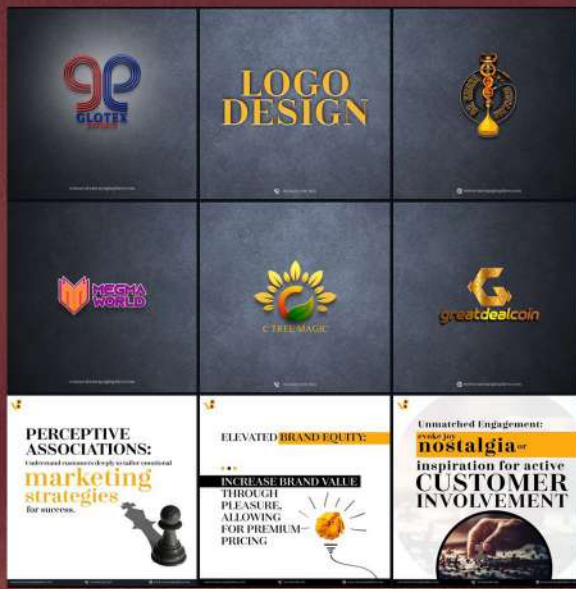 GLOTEX
LOGO
DESIGN
MEGMA
WORLD
C TREE MAGIC
greatdealcoin
PERCEPTIVE
ASSOCIATIONS:
Understand customers deeply to tailor emotional
marketing
strategies
for success.
ELEVATED BRAND EQUITY:
INCREASE BRAND VALUE
THROUGH
PLEASURE,
ALLOWING
FOR PREMIUM
PRICING
Unmatched Engagement:
evoke joy
nostalgia or
inspiration for active
CUSTOMER
INVOLVEMENT